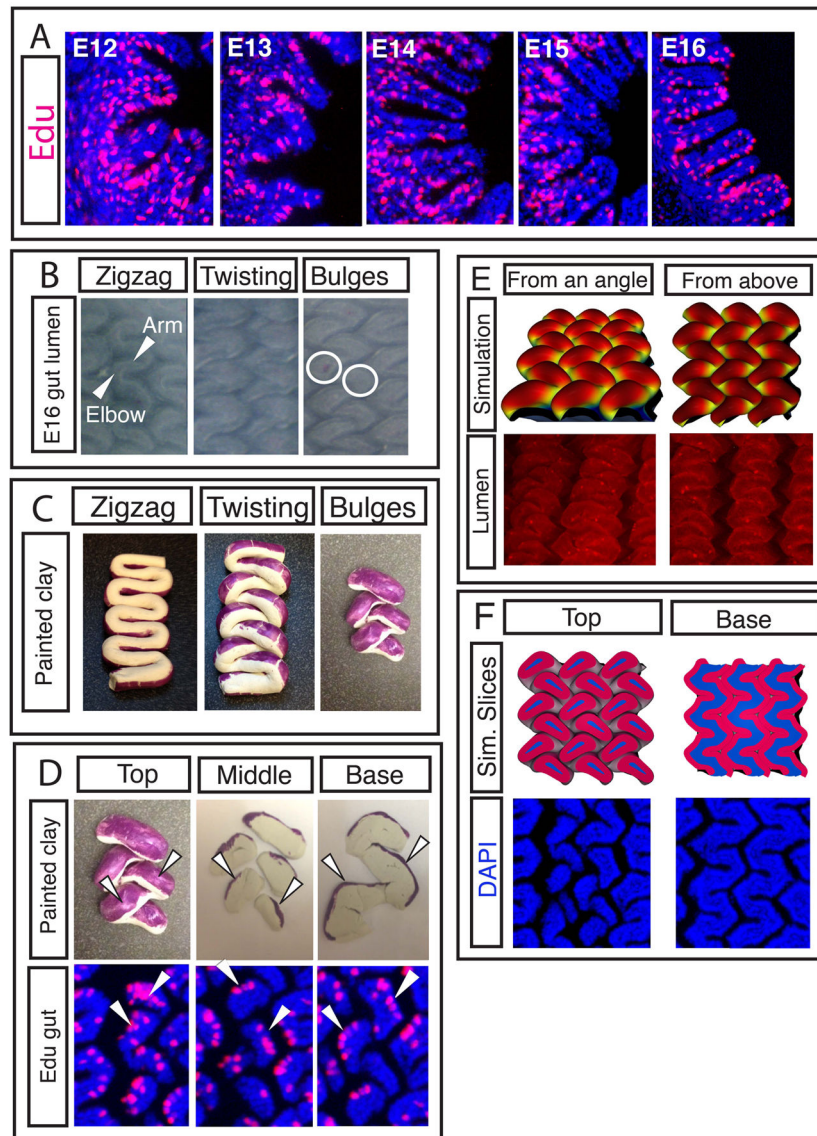 A
E12
E13
E14
E15
E16
Edu
B
Zigzag
Twisting
Bulges
E16 gut lumen
Arm
Elbow
C
Zigzag
Twisting
Bulges
Painted clay
D
Top
Middle
Base
Painted clay
Edu gut
E
From an angle
From above
Simulation
Lumen
F
Top
Base
Sim. Slices
DAPI